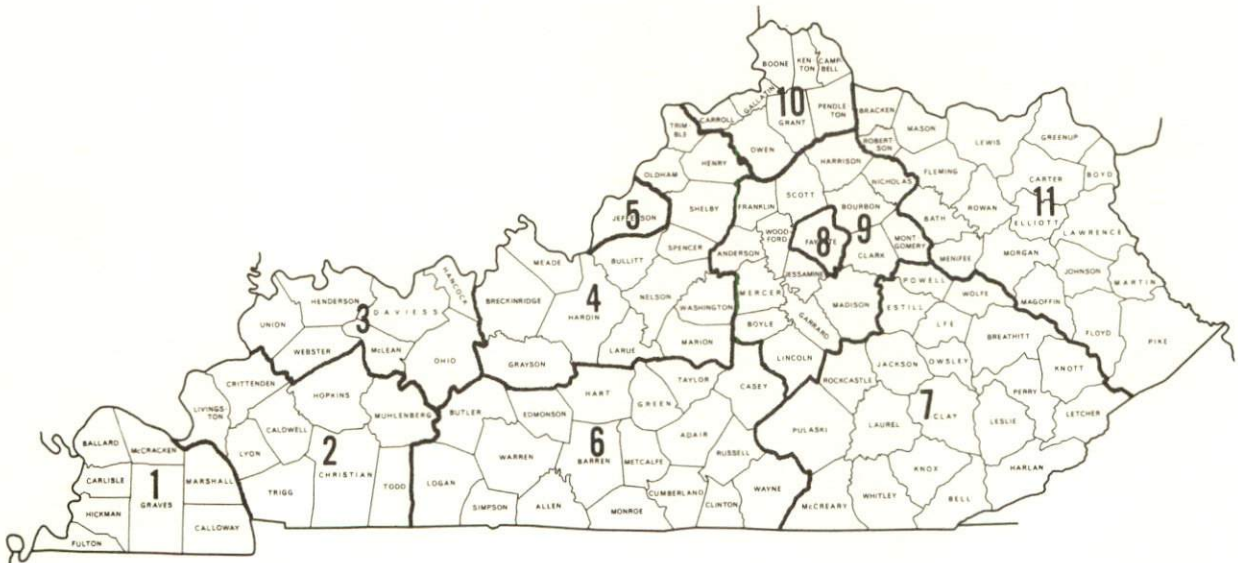 BOONE
KEN-
TON
CAMP-
BELL
GALLATIN
10
CARROLL
GRANT
PENDLE
TON
BRACKEN
MASON
LEWIS
GREENUP
TRIM-
BLE
OWEN
ROBERT
SON
HENRY
HARRISON
FLEMING
CARTER
BOYD
OLDHAM
NICHOLAS
SCOTT
ROWAN
11
ELLIOTT
5
JEFFERSON
SHELBY
FRANKLIN
BOURBON
BATH
LAWRENCE
WOOD-
FORD
8
FAYETTE
9
MONT-
GOMERY
SPENCER
ANDERSON
CLARK
MENIFEE
MORGAN
MEADE
BULLITT
JESSAMINE
JOHNSON
MARTIN
HANCOCK
POWELL
WOLFE
MAGOFFIN
HENDERSON
DAVIESS
BRECKINRIDGE
4
HARDIN
NELSON
WASHINGTON
MERCER
MADISON
ESTILL
3
UNION
BOYLE
GARRARD
LEE
BREATHITT
FLOYD
PIKE
WEBSTER
McLEAN
OHIO
GRAYSON
LARUE
MARION
LINCOLN
JACKSON
OWSLEY
KNOTT
CRITTENDEN
HOPKINS
TAYLOR
CASEY
ROCKCASTLE
PERRY
LIVINGS-
TON
MUHLENBERG
BUTLER
EDMONSON
HART
GREEN
7
CLAY
LETCHER
CALDWELL
PULASKI
LAUREL
LESLIE
BALLARD
McCRACKEN
LYON
2
CHRISTIAN
WARREN
6
BARREN
METCALFE
ADAIR
RUSSELL
HARLAN
CARLISLE
1
GRAVES
MARSHALL
TRIGG
TODD
LOGAN
KNOX
HICKMAN
SIMPSON
ALLEN
MONROE
CUMBERLAND
CLINTON
WAYNE
McCREARY
WHITLEY
BELL
CALLOWAY
FULTON